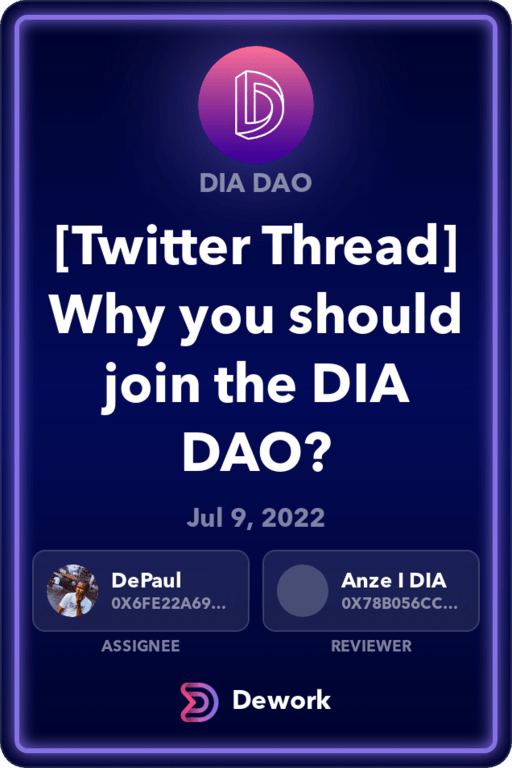 DIA DAO
[Twitter Thread]
Why you should
join the DIA
DAO?
Jul 9, 2022
DePaul
0X6FE22A69...
Anze I DIA
0X78B056CC...
ASSIGNEE
REVIEWER
Dework